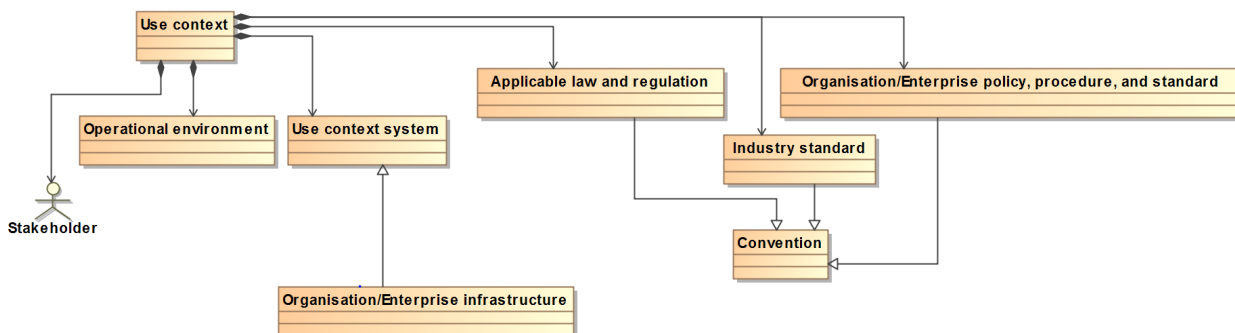 Use context
Applicable law and regulation
Organisation/Enterprise policy, procedure, and standard
Operational environment
Use context system
Industry standard
Stakeholder
Convention
Organisation/Enterprise infrastructure